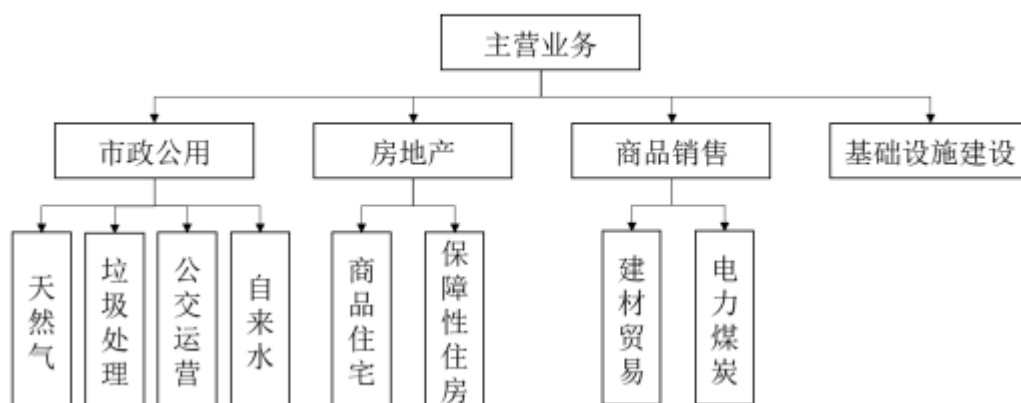 主营业务
市政公用
房地产
商品销售
基础设施建设
天然气
垃圾处理
公交运营
自来水
商品住宅
保障性住房
建材贸易
电力煤炭